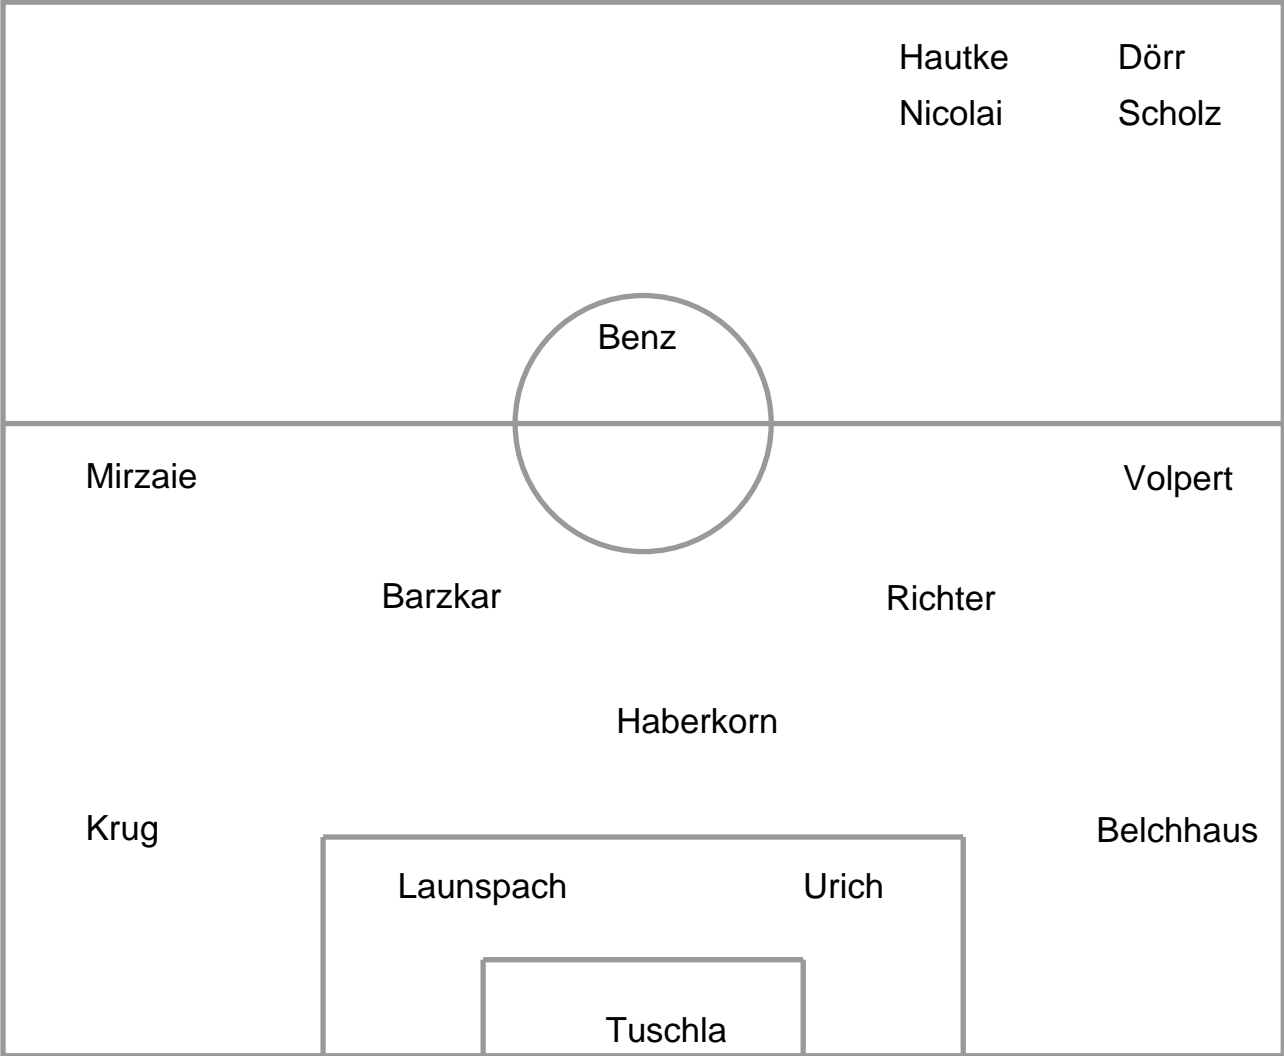 Hautke Dörr
Nicolai Scholz
Benz
Mirzaie Volpert
Barzkar Richter
Haberkorn
Krug Belchhaus
Launspach Urich
Tuschla